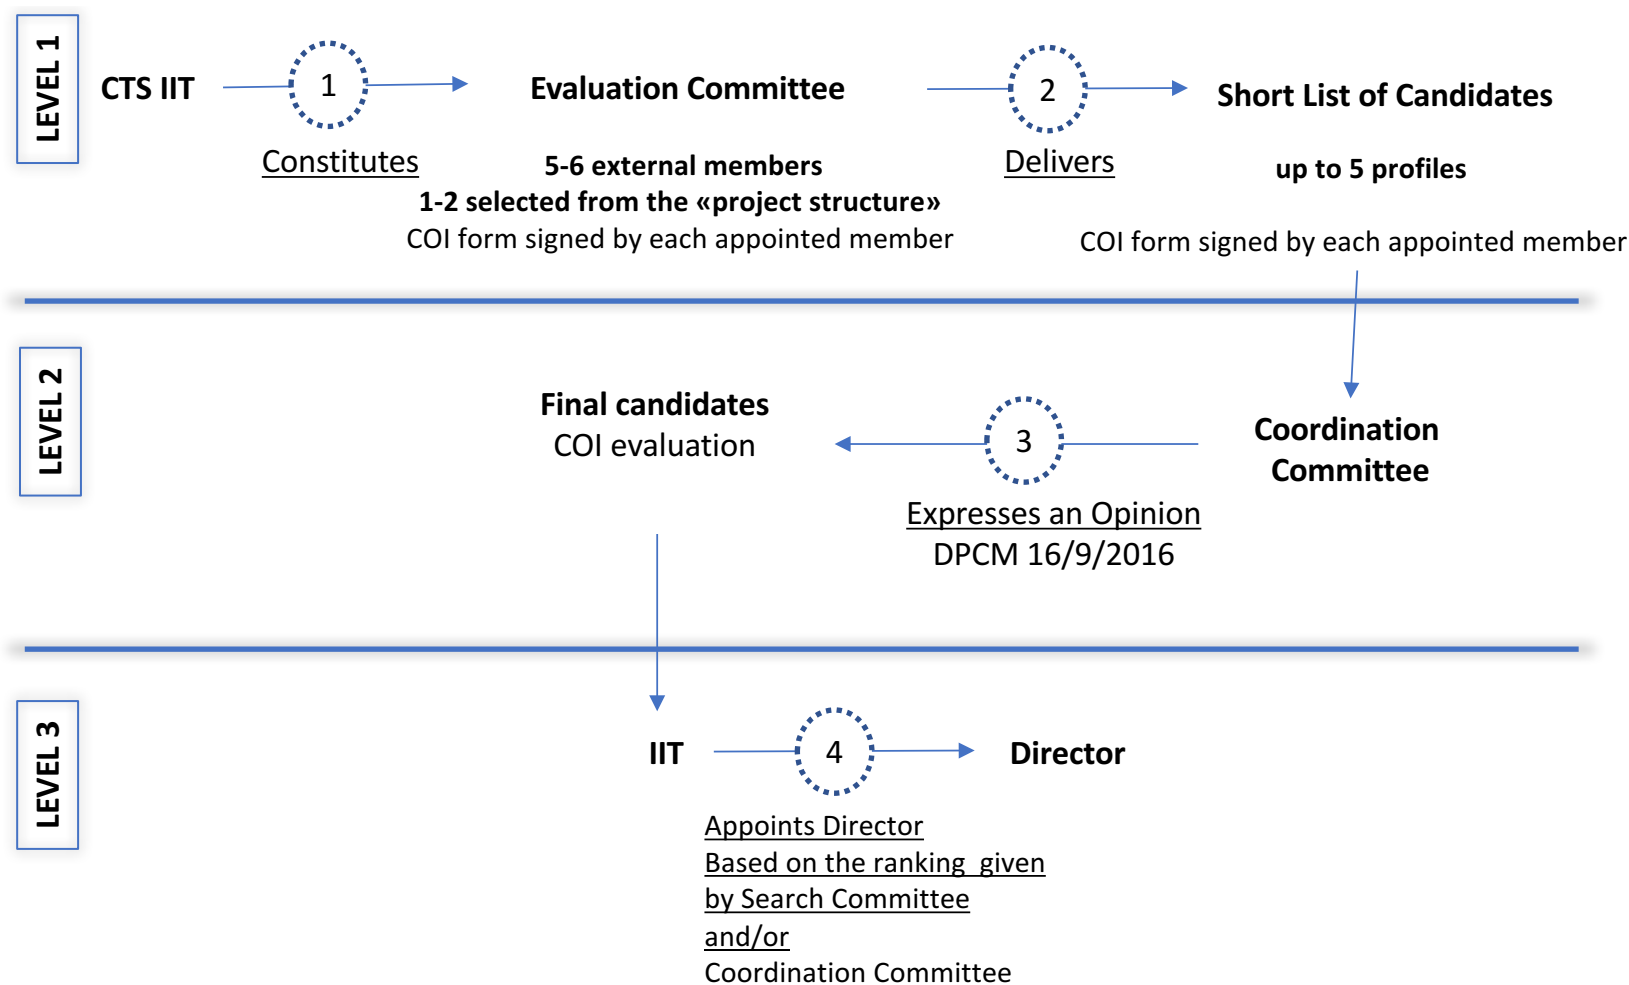 LEVEL 1
CTS IIT
1
Constitutes
Evaluation Committee
5-6 external members
1-2 selected from the «project structure»
COI form signed by each appointed member
2
Delivers
Short List of Candidates
up to 5 profiles
COI form signed by each appointed member
LEVEL 2
Final candidates
COI evaluation
3
Expresses an Opinion
DPCM 16/9/2016
Coordination
Committee
LEVEL 3
IIT
4
Director
Appoints Director
Based on the ranking given
by Search Committee
and/or
Coordination Committee